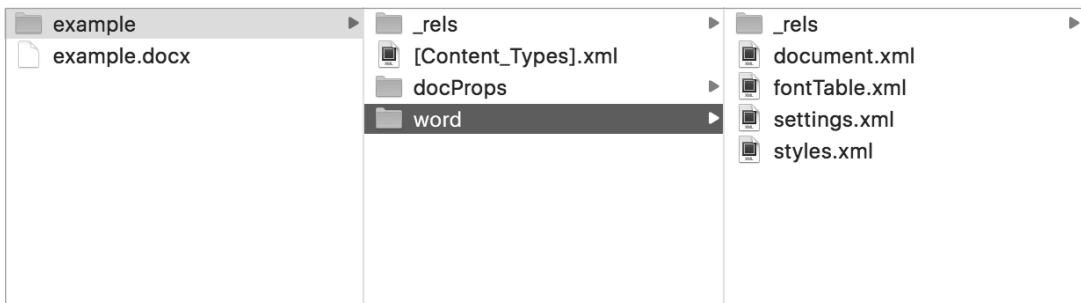 example
example.docx
_rels
[Content_Types].xml
docProps
word
_rels
document.xml
fontTable.xml
settings.xml
styles.xml